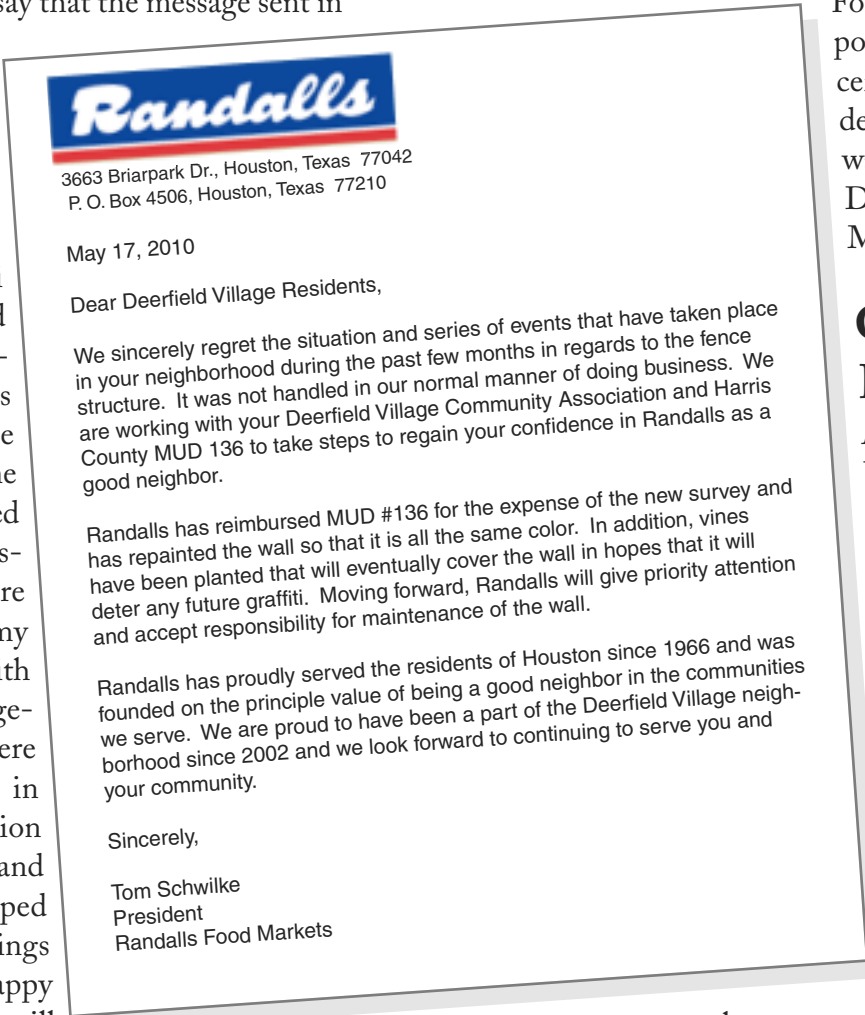 say that the message sent in
Randalls
3663 Briarpark Dr., Houston, Texas  77042
P. O. Box 4506, Houston, Texas  77210
May 17, 2010
Dear Deerfield Village Residents,
We sincerely regret the situation and series of events that have taken place
in your neighborhood during the past few months in regards to the fence
structure.  It was not handled in our normal manner of doing business.  We
are working with your Deerfield Village Community Association and Harris
County MUD 136 to take steps to regain your confidence in Randalls as a
good neighbor.
Randalls has reimbursed MUD #136 for the expense of the new survey and
has repainted the wall so that it is all the same color.  In addition, vines
have been planted that will eventually cover the wall in hopes that it will
deter any future graffiti.  Moving forward, Randalls will give priority attention
and accept responsibility for maintenance of the wall.
Randalls has proudly served the residents of Houston since 1966 and was
founded on the principle value of being a good neighbor in the communities
we serve.  We are proud to have been a part of the Deerfield Village neigh-
borhood since 2002 and we look forward to continuing to serve you and
your community.
Sincerely,
Tom Schwilke
President
Randalls Food Markets
in
and